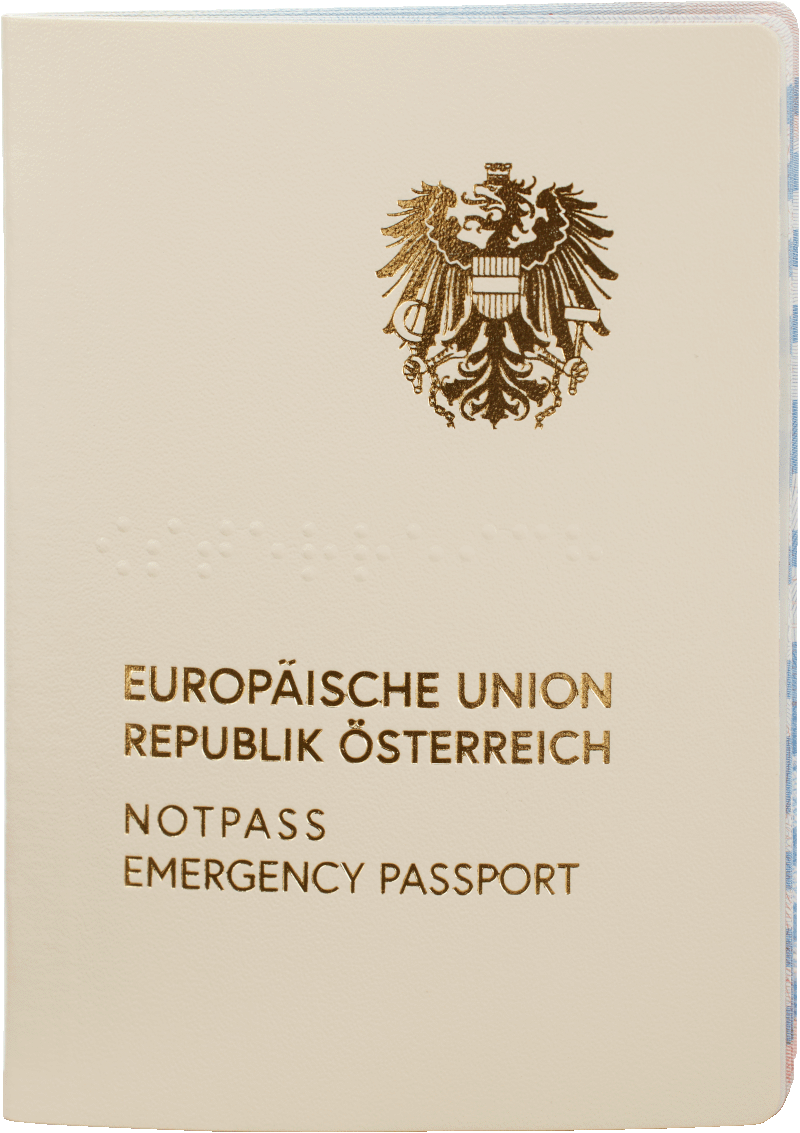 EUROPÄISCHE UNION
REPUBLIK ÖSTERREICH
NOTPASS
EMERGENCY PASSPORT